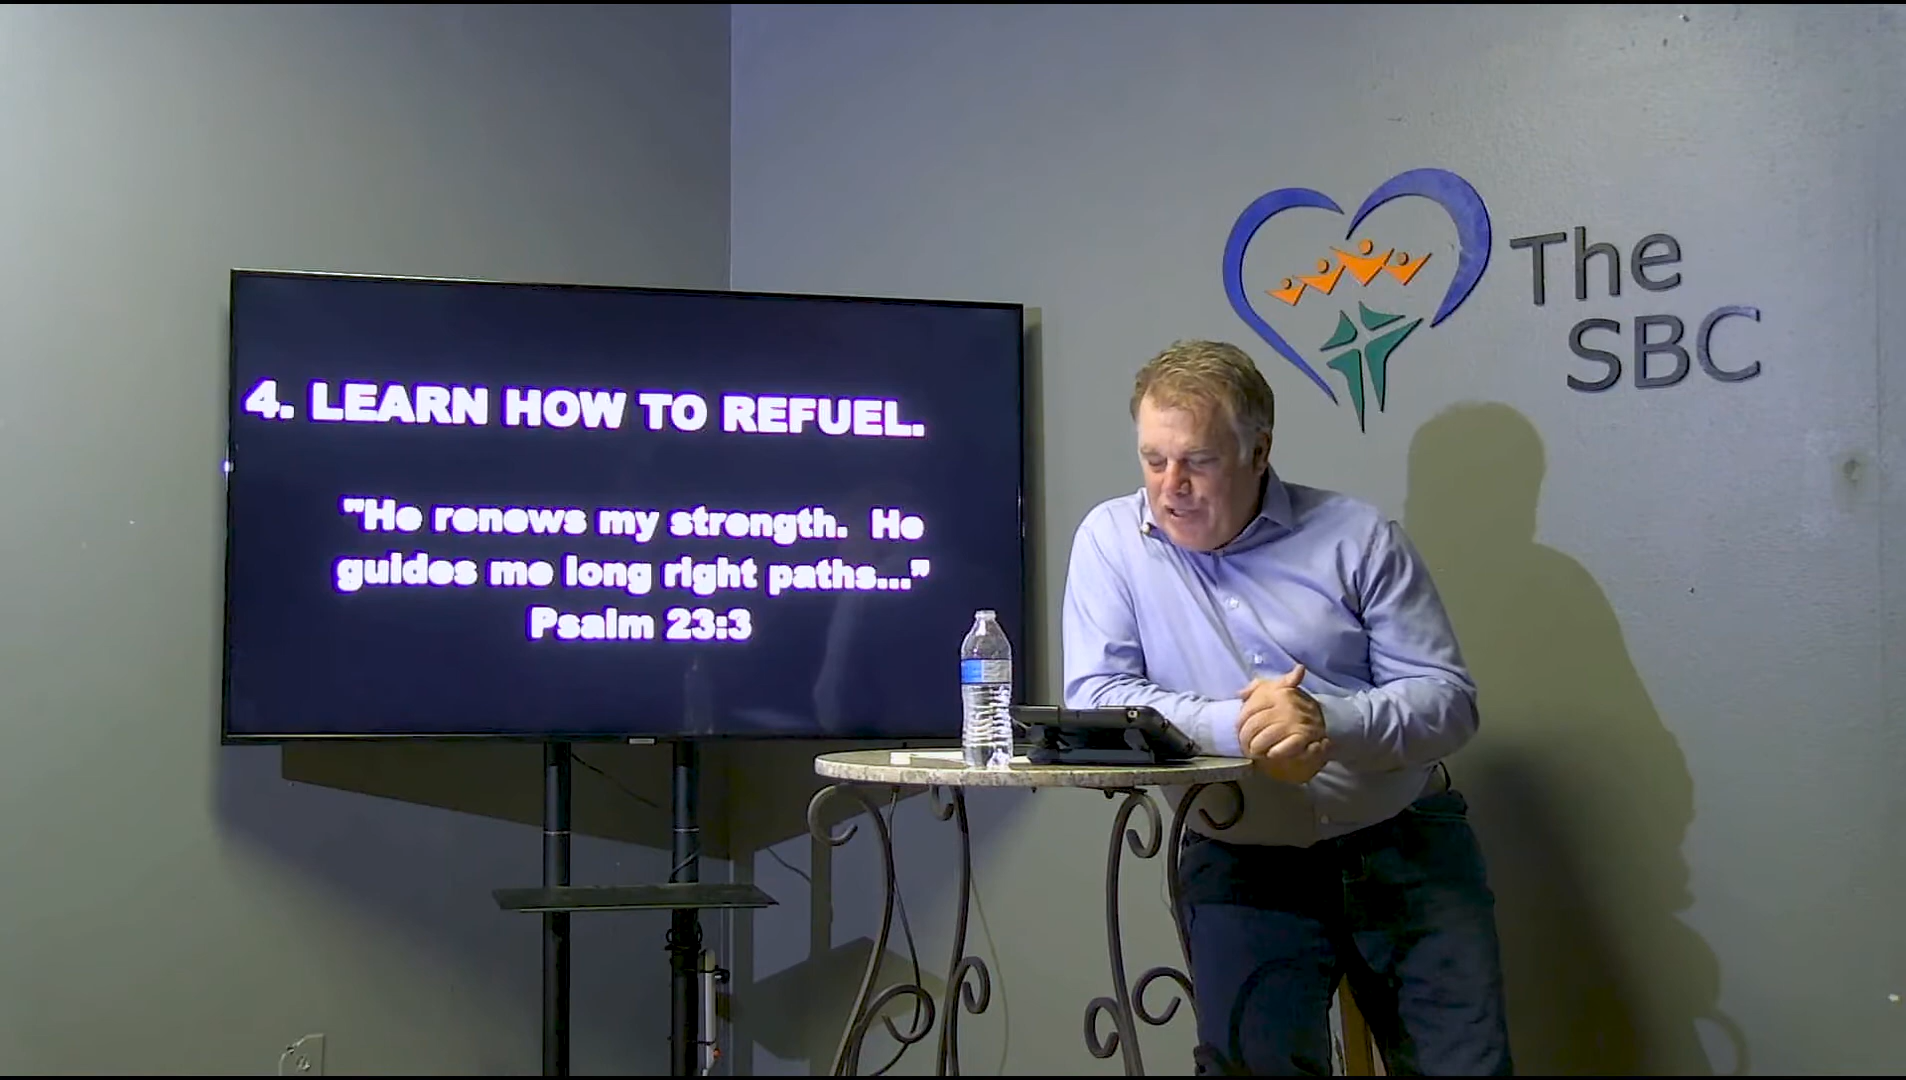 4. LEARN HOW TO REFUEL.
"He renews my strength. He
guides me long right paths..."
Psalm 23:3
The
SBC